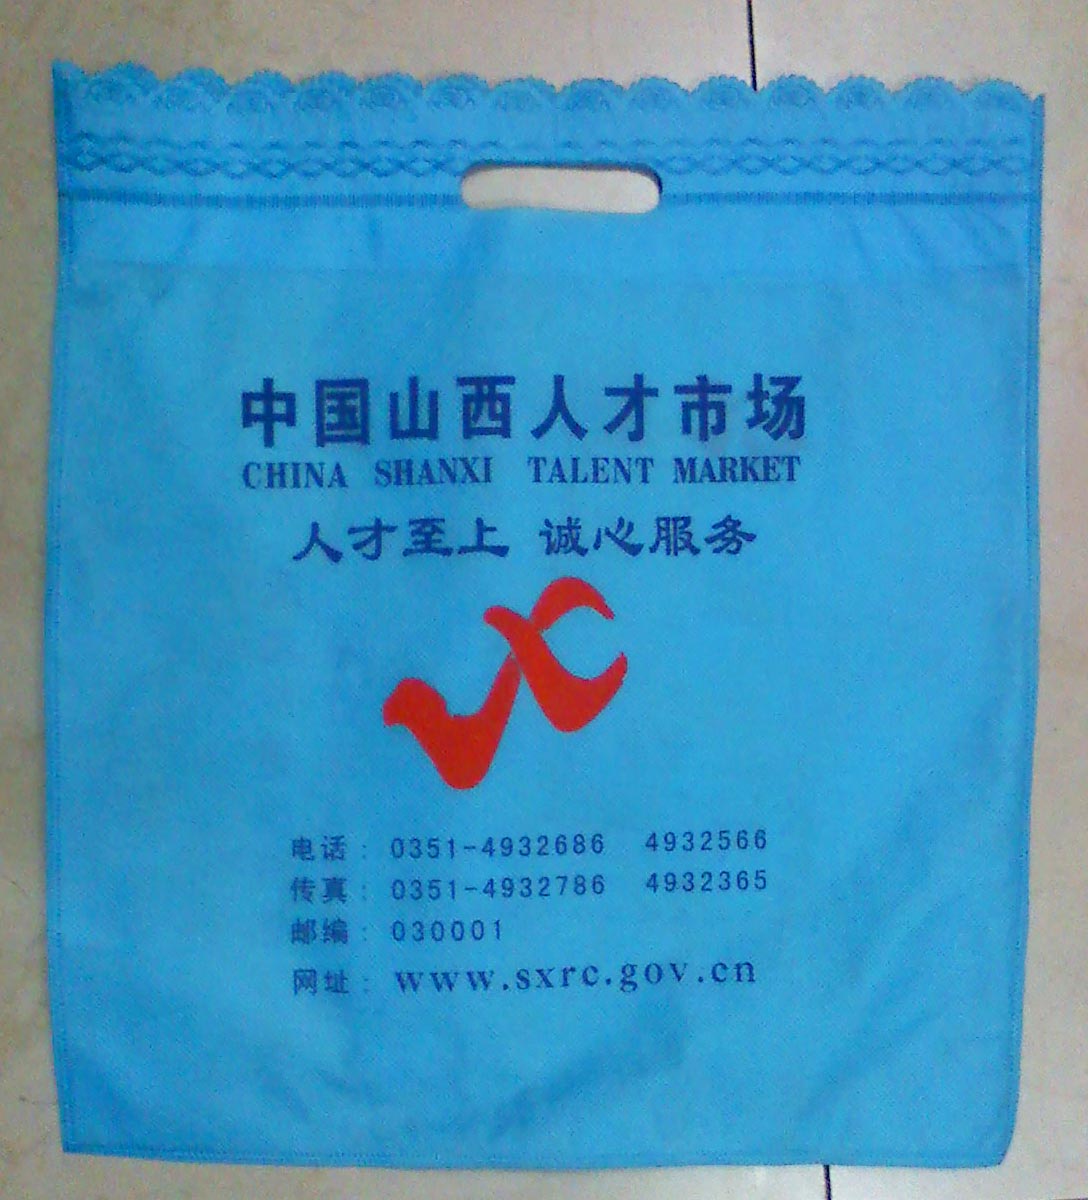 中国山西人才市场
CHINA SHANXI TALENT MARKET
人才至上 诚心服务
电话： 0351-4932686 4932566
传真： 0351-4932786 4932365
邮编： 030001
网址： www.sxrc.gov.cn